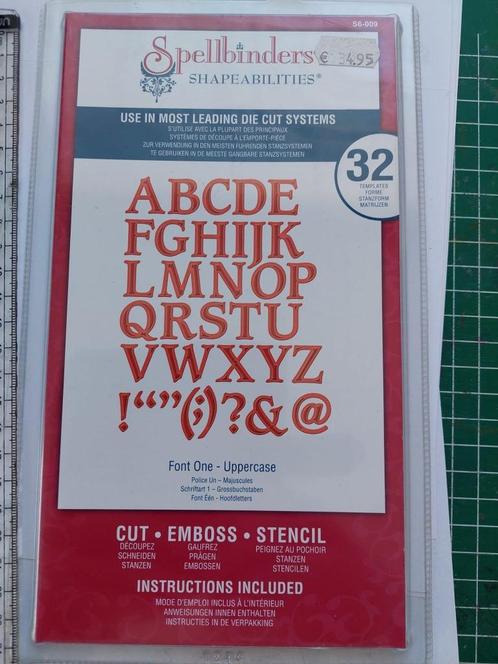 S6-009
Spellbinders
€ 34.95
SHAPEABILITIES®
USE IN MOST LEADING DIE CUT SYSTEMS
S'UTILISE AVEC LA PLUPART DES PRINCIPAUX
SYSTÈMES DE DÉCOUPE À L'EMPORTE-PIÈCE
ZUR VERWENDUNG IN DEN MEISTEN FÜHRENDEN STANZSYSTEMEN
TE GEBRUIKEN IN DE MEESTE GANGBARE STANZSYSTEMEN
32
TEMPLATES
FORME
STANZFORM
MATRIJZEN
ABCDE
FGHIJK
LMNOP
QRSTU
VWXYZ
!“”(;)?&@
Font One - Uppercase
Police Un – Majuscules
Schriftart 1 – Grossbuchstaben
Font Één - Hoofdletters
CUT • EMBOSS • STENCIL
DÉCOUPEZ GAUFREZ PEIGNEZ AU POCHOIR
SCHNEIDEN PRÄGEN STANZEN
STANZEN EMBOSSEN STENCILEN
INSTRUCTIONS INCLUDED
MODE D'EMPLOI INCLUS À L'INTÉRIEUR
ANWEISUNGEN INNEN ENTHALTEN
INSTRUCTIES IN DE VERPAKKING